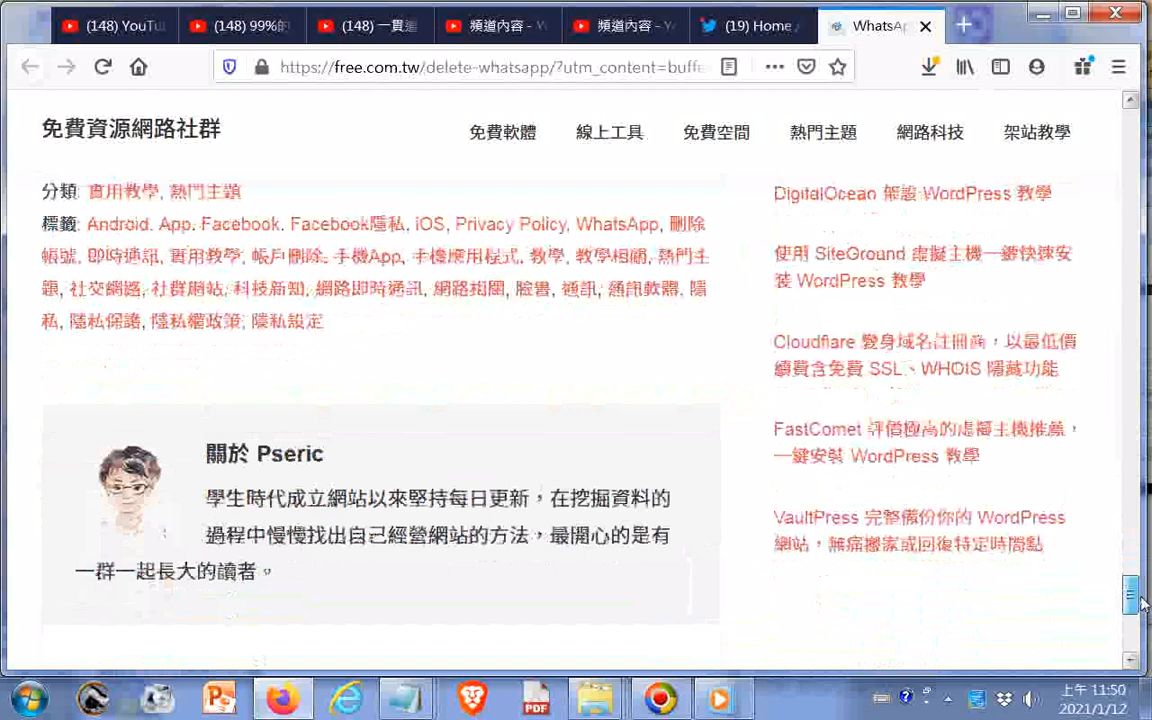 (148) YouTu
(148) 99%的
(148) 一貫道
頻道內容 - Y
頻道內容 - Yo
(19) Home
WhatsAp
https://free.com.tw/delete-whatsapp/?utm_content=buffe
免費資源網路社群
免費軟體 線上工具 免費空間 熱門主題 網路科技 架站教學
分類: 實用教學, 熱門主題
標籤: Android, App, Facebook, Facebook隱私, iOS, Privacy Policy, WhatsApp, 刪除
帳號, 即時通訊, 實用教學, 帳戶刪除, 手機App, 手機應用程式, 教學, 教學相關, 熱門主
題, 社交網路, 社群網站, 科技新知, 網路即時通訊, 網路相關, 臉書, 通訊, 通訊軟體, 隱
私, 隱私保護, 隱私權政策, 隱私設定
關於 Pseric
學生時代成立網站以來堅持每日更新，在挖掘資料的
過程中慢慢找出自己經營網站的方法，最開心的是有
一群一起長大的讀者。
DigitalOcean 架設 WordPress 教學
使用 SiteGround 虛擬主機一鍵快速安
裝 WordPress 教學
Cloudflare 變身域名註冊商，以最低價
續費含免費 SSL、WHOIS 隱藏功能
FastComet 評價極高的虛擬主機推薦，
一鍵安裝 WordPress 教學
VaultPress 完整備份你的 WordPress
網站，無痛搬家或回復特定時間點
PDF
上午 11:50
2021/1/12